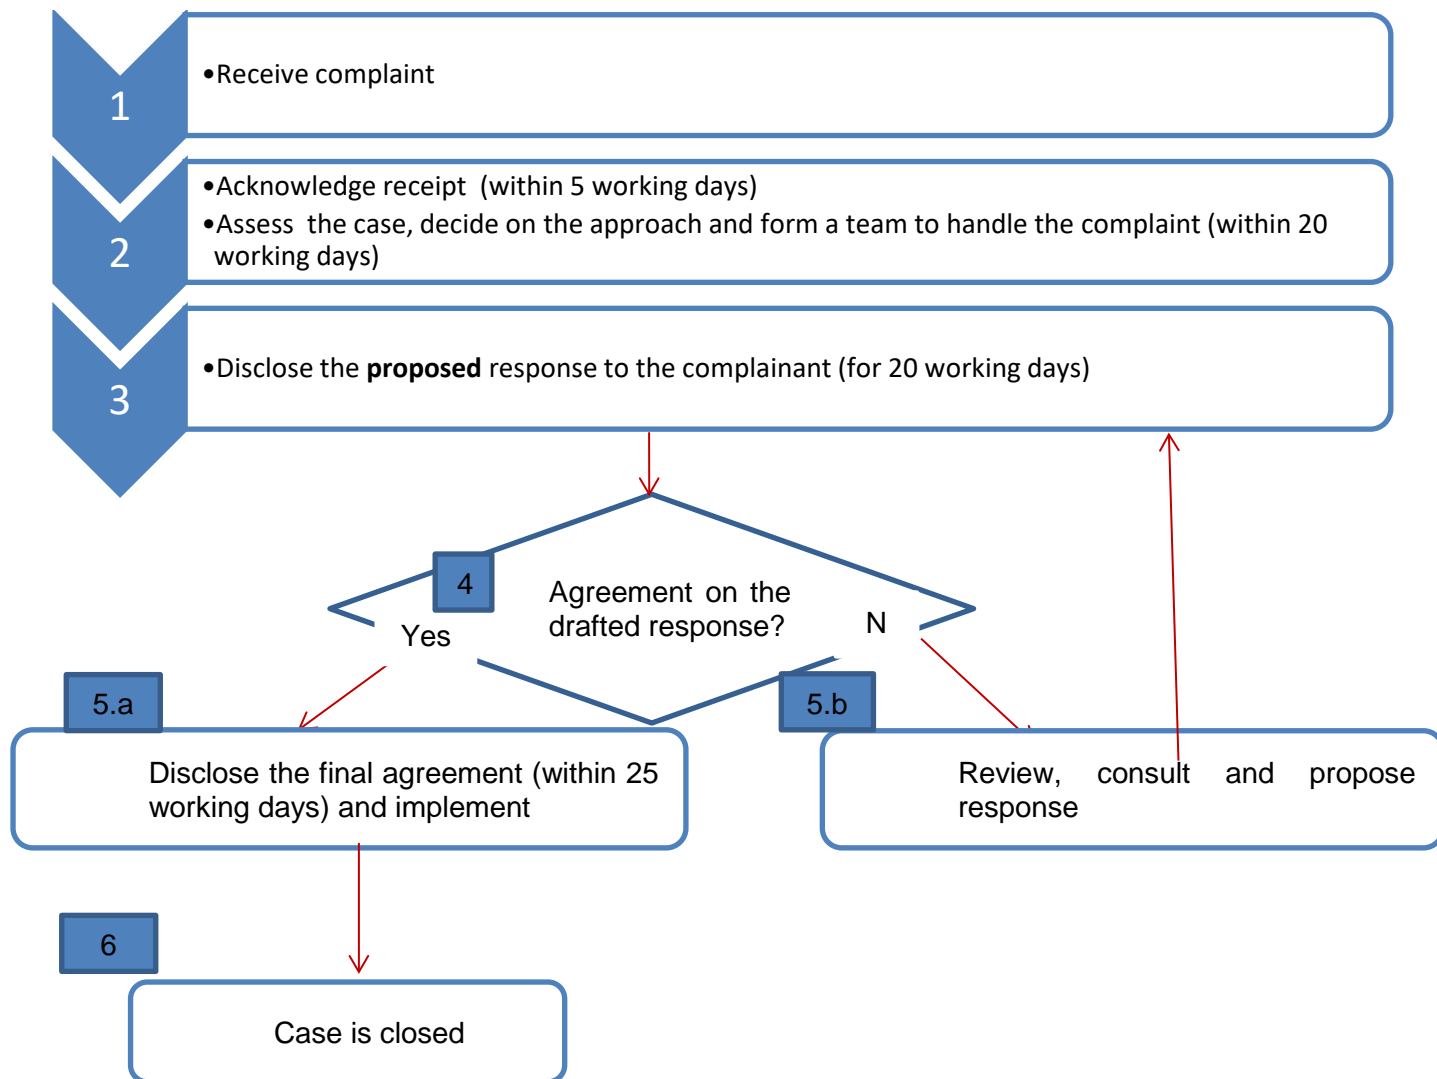 1
•Receive complaint
2
•Acknowledge receipt (within 5 working days)
•Assess the case, decide on the approach and form a team to handle the complaint (within 20
working days)
3
•Disclose the proposed response to the complainant (for 20 working days)
4
Agreement on the
drafted response?
Yes
N
5.a
Disclose the final agreement (within 25
working days) and implement
5.b
Review, consult and propose
response
6
Case is closed